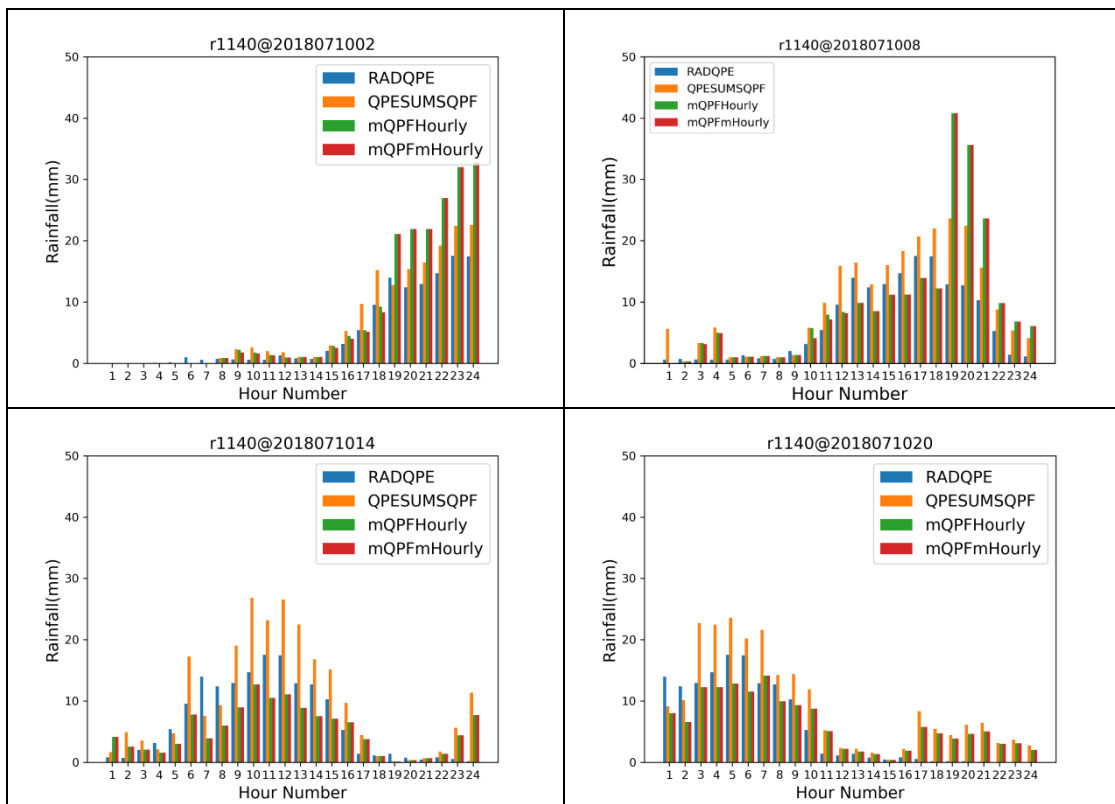 r1140@2018071002
50
40
30
20
10
0
Rainfall(mm)
RADQPE
QPESUMSQPF
mQPFHourly
mQPFmHourly
1 2 3 4 5 6 7 8 9 10 11 12 13 14 15 16 17 18 19 20 21 22 23 24
Hour Number
r1140@2018071008
50
40
30
20
10
0
Rainfall(mm)
RADQPE
QPESUMSQPF
mQPFHourly
mQPFmHourly
1 2 3 4 5 6 7 8 9 10 11 12 13 14 15 16 17 18 19 20 21 22 23 24
Hour Number
r1140@2018071014
50
40
30
20
10
0
Rainfall(mm)
RADQPE
QPESUMSQPF
mQPFHourly
mQPFmHourly
1 2 3 4 5 6 7 8 9 10 11 12 13 14 15 16 17 18 19 20 21 22 23 24
Hour Number
r1140@2018071020
50
40
30
20
10
0
Rainfall(mm)
RADQPE
QPESUMSQPF
mQPFHourly
mQPFmHourly
1 2 3 4 5 6 7 8 9 10 11 12 13 14 15 16 17 18 19 20 21 22 23 24
Hour Number